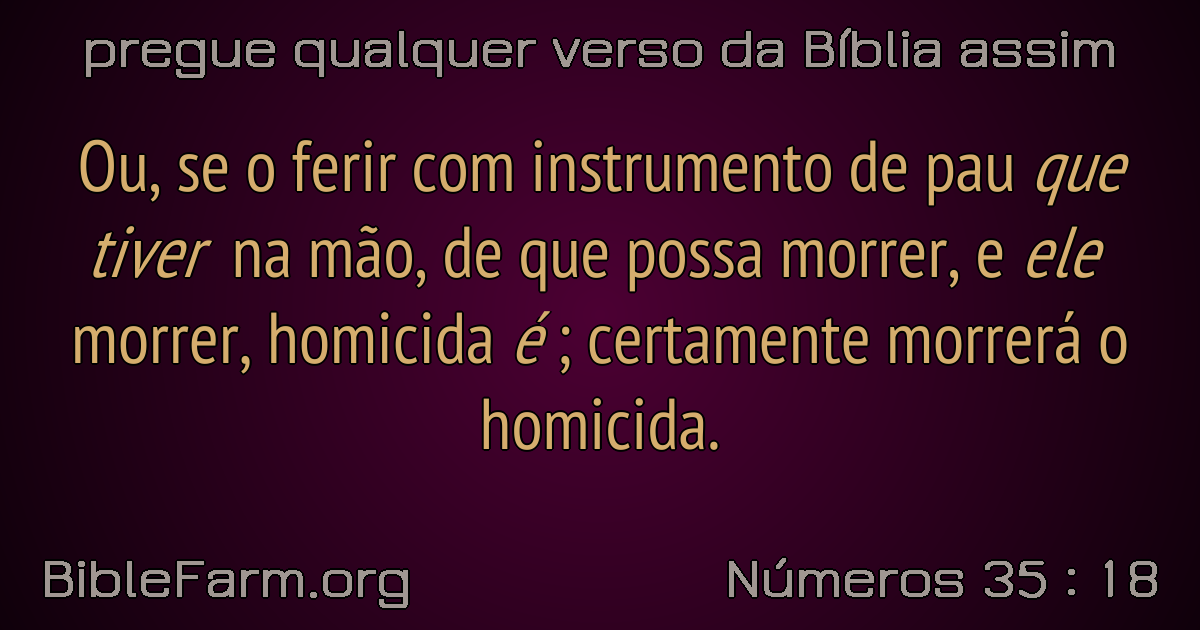 pregue qualquer verso da Bíblia assim
Ou, se o ferir com instrumento de pau que
tiver na mão, de que possa morrer, e ele
morrer, homicida é ; certamente morrerá o
homicida.
BibleFarm.org
Números 35 : 18